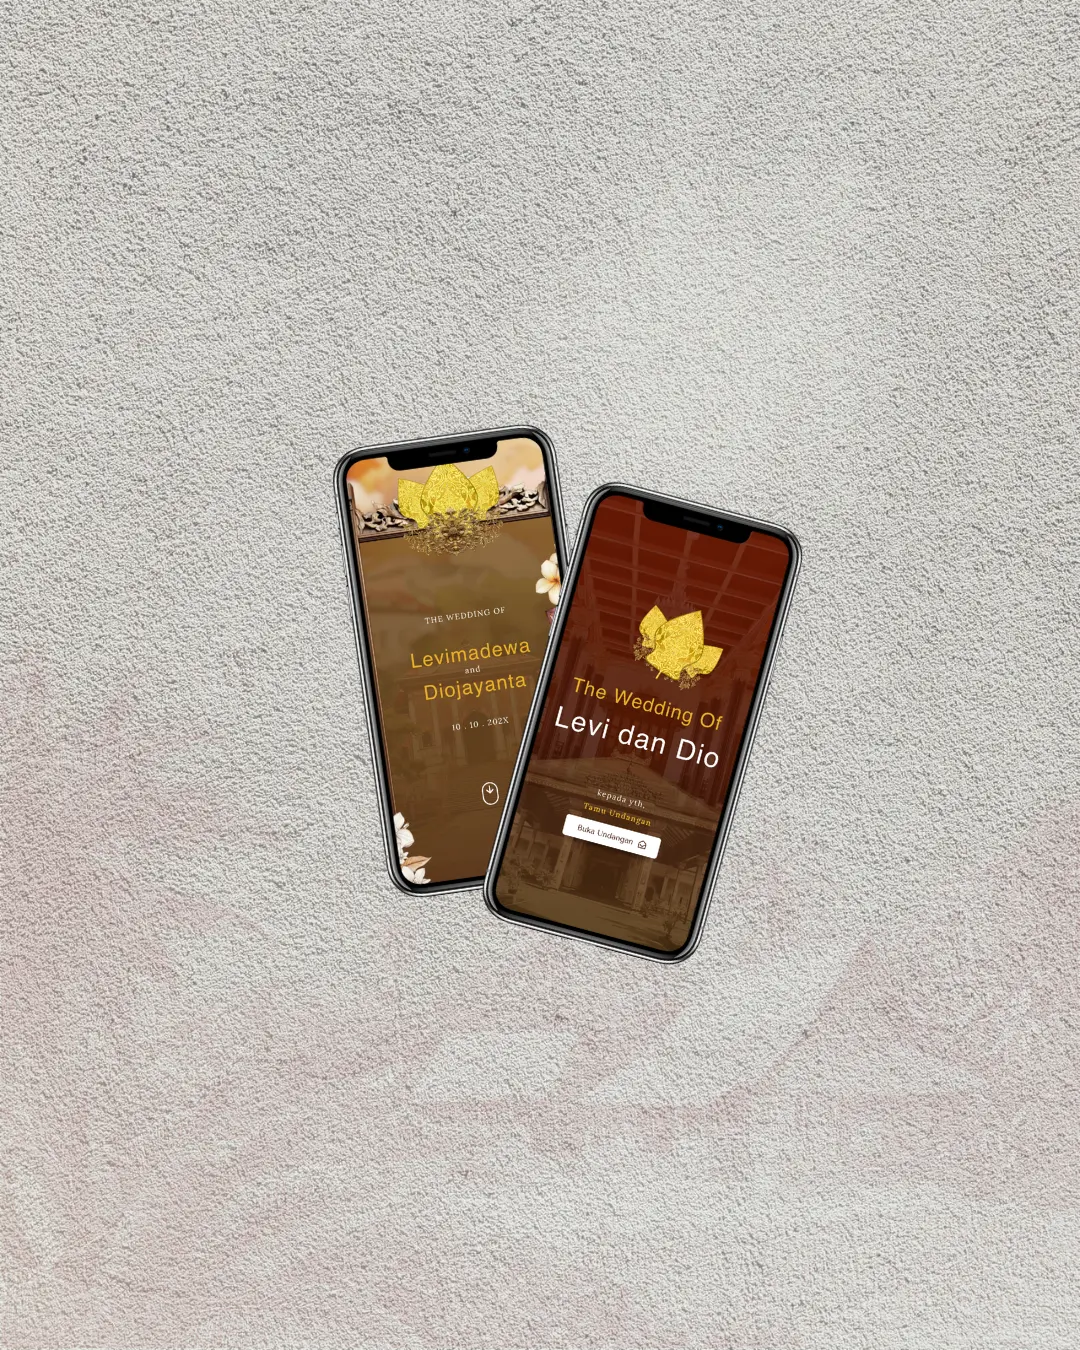 THE WEDDING OF
Levimadewa
and
Diojayanta
10 . 10 . 202X
The Wedding Of
Levi dan Dio
kepada yth,
Tamu Undangan
Buka Undangan